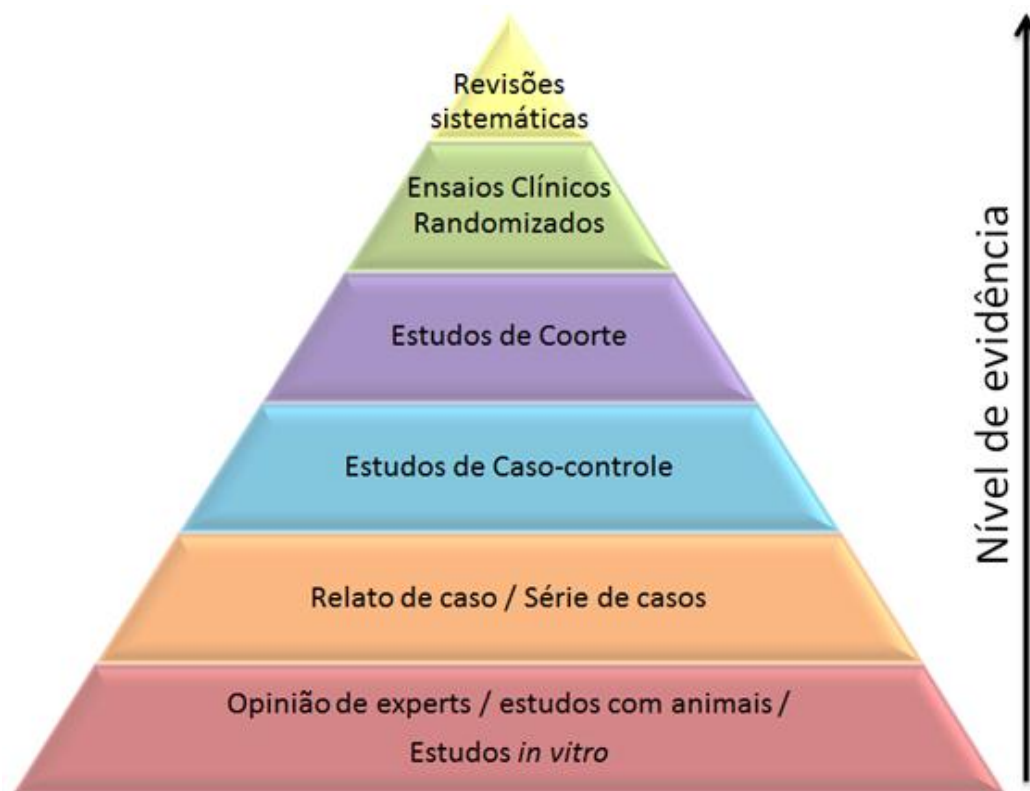 Revisões
sistemáticas
Ensaios Clínicos
Randomizados
Estudos de Coorte
Estudos de Caso-controle
Relato de caso / Série de casos
Opinião de experts / estudos com animais /
Estudos in vitro
Nível de evidência